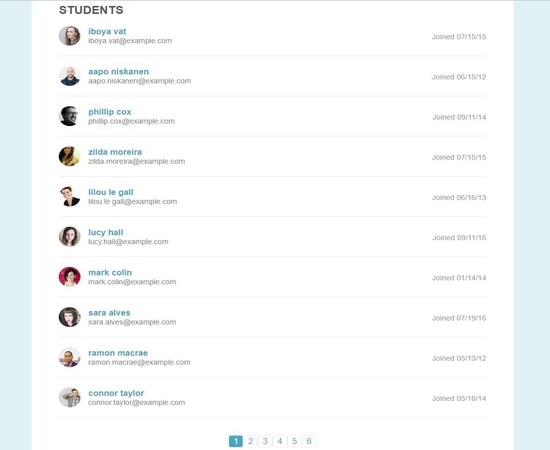 STUDENTS
iboya vat
iboya.vat@example.com
Joined 07/15/15
aapo niskanen
aapo.niskanen@example.com
Joined 06/15/12
phillip cox
phillip.cox@example.com
Joined 09/11/14
zilda moreira
zilda.moreira@example.com
Joined 07/15/15
lilou le gall
lilou.le gall@example.com
Joined 06/16/13
lucy hall
lucy.hall@example.com
Joined 09/11/16
mark colin
mark.colin@example.com
Joined 01/14/14
sara alves
sara.alves@example.com
Joined 07/19/16
ramon macrae
ramon.macrae@example.com
Joined 05/13/12
connor taylor
connor.taylor@example.com
Joined 05/18/14
1 2 3 4 5 6